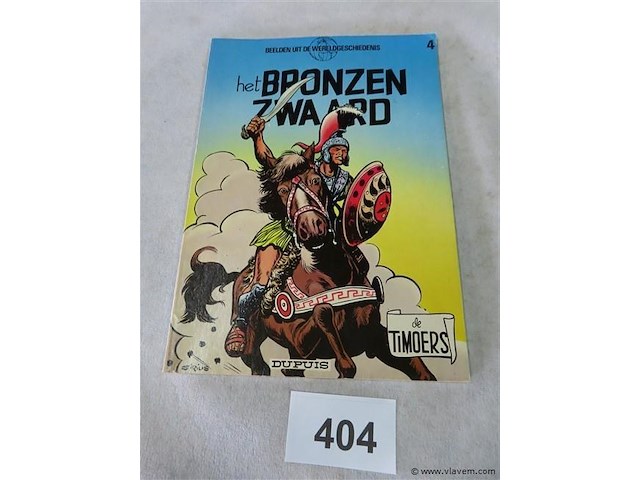 BEELDEN UIT DE WERELDGESCHIEDENIS
4
het BRONZEN
ZWAARD
de
TIMOERS
DUPUIS
404
© www.vlavem.com